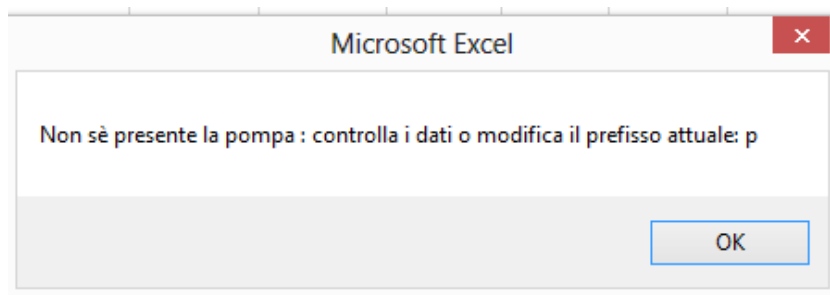 Microsoft Excel
Non sè presente la pompa : controlla i dati o modifica il prefisso attuale: p
OK